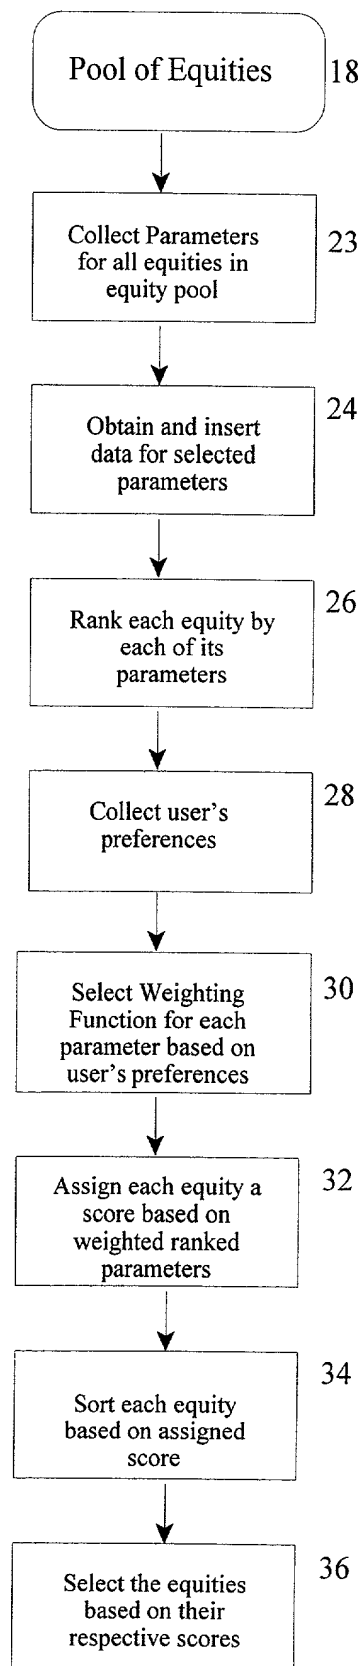 Pool of Equities
18
Collect Parameters
for all equities in
equity pool
23
Obtain and insert
data for selected
parameters
24
Rank each equity by
each of its
parameters
26
Collect user's
preferences
28
Select Weighting
Function for each
parameter based on
user's preferences
30
Assign each equity a
score based on
weighted ranked
parameters
32
Sort each equity
based on assigned
score
34
Select the equities
based on their
respective scores
36